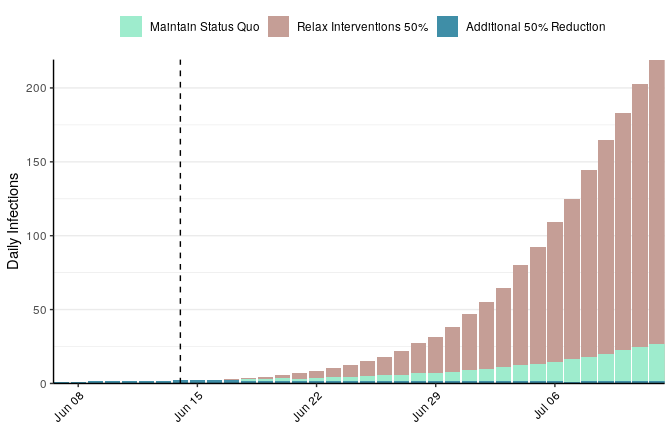 Maintain Status Quo Relax Interventions 50% Additional 50% Reduction
Daily Infections
200
150
100
50
0
Jun 08 Jun 15 Jun 22 Jun 29 Jul 06